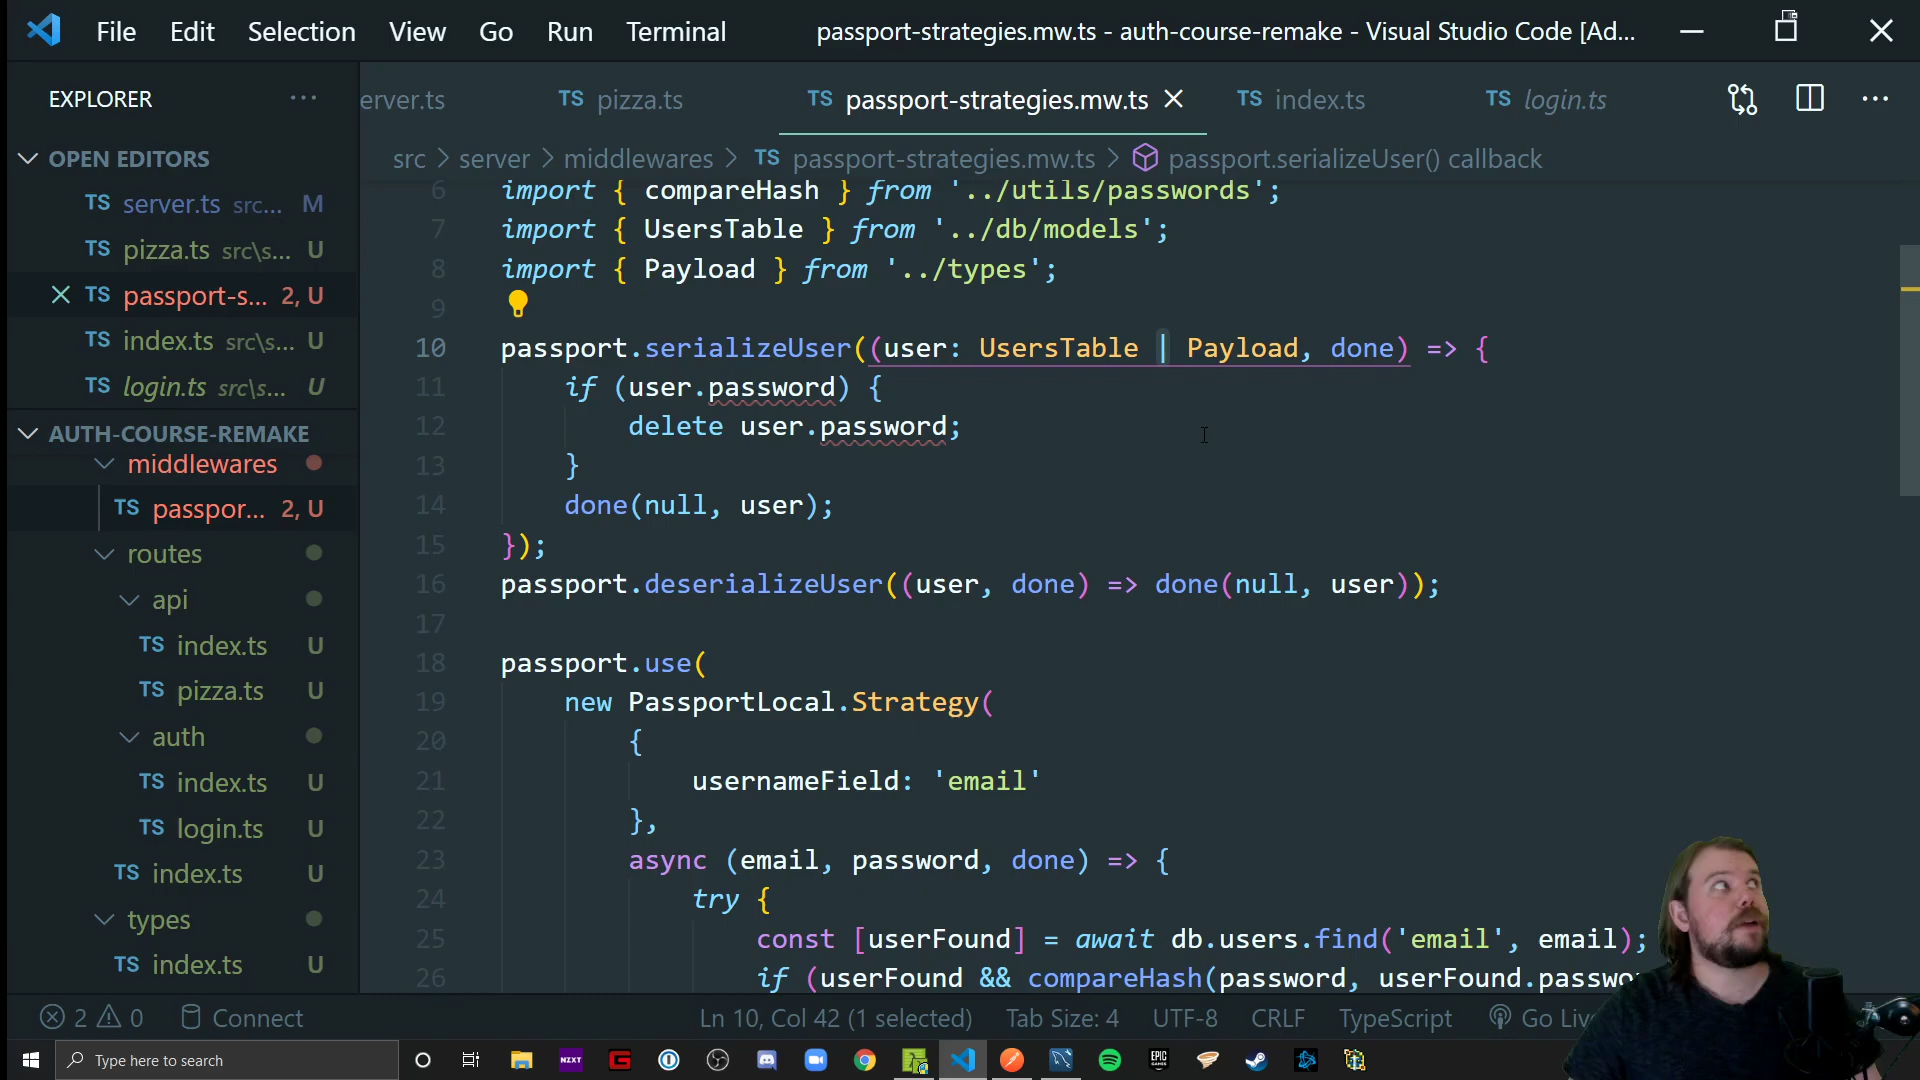 File Edit Selection View Go Run Terminal passport-strategies.mw.ts - auth-course-remake - Visual Studio Code [Ad...
EXPLORER ...
erver.ts TS pizza.ts TS passport-strategies.mw.ts TS index.ts TS login.ts ...
src > server > middlewares > TS passport-strategies.mw.ts > passport.serializeUser() callback
OPEN EDITORS
TS server.ts src... M
TS pizza.ts src\s... U
TS passport-s... 2, U
TS index.ts src\s... U
TS login.ts src\s... U
AUTH-COURSE-REMAKE
middlewares
TS passpor... 2, U
routes
api
TS index.ts U
TS pizza.ts U
auth
TS index.ts U
TS login.ts U
TS index.ts U
types
TS index.ts U
6 import { compareHash } from '../utils/passwords';
7 import { UsersTable } from '../db/models';
8 import { Payload } from '../types';
9
10 passport.serializeUser((user: UsersTable | Payload, done) => {
11 if (user.password) {
12 delete user.password;
13 }
14 done(null, user);
15 });
16 passport.deserializeUser((user, done) => done(null, user));
17
18 passport.use(
19 new PassportLocal.Strategy(
20 {
21 usernameField: 'email'
22 },
23 async (email, password, done) => {
24 try {
25 const [userFound] = await db.users.find('email', email);
26 if (userFound && compareHash(password, userFound.passwo
2 0 Connect Ln 10, Col 42 (1 selected) Tab Size: 4 UTF-8 CRLF TypeScript Go Liv
Type here to search NZXT EPIC GAMES